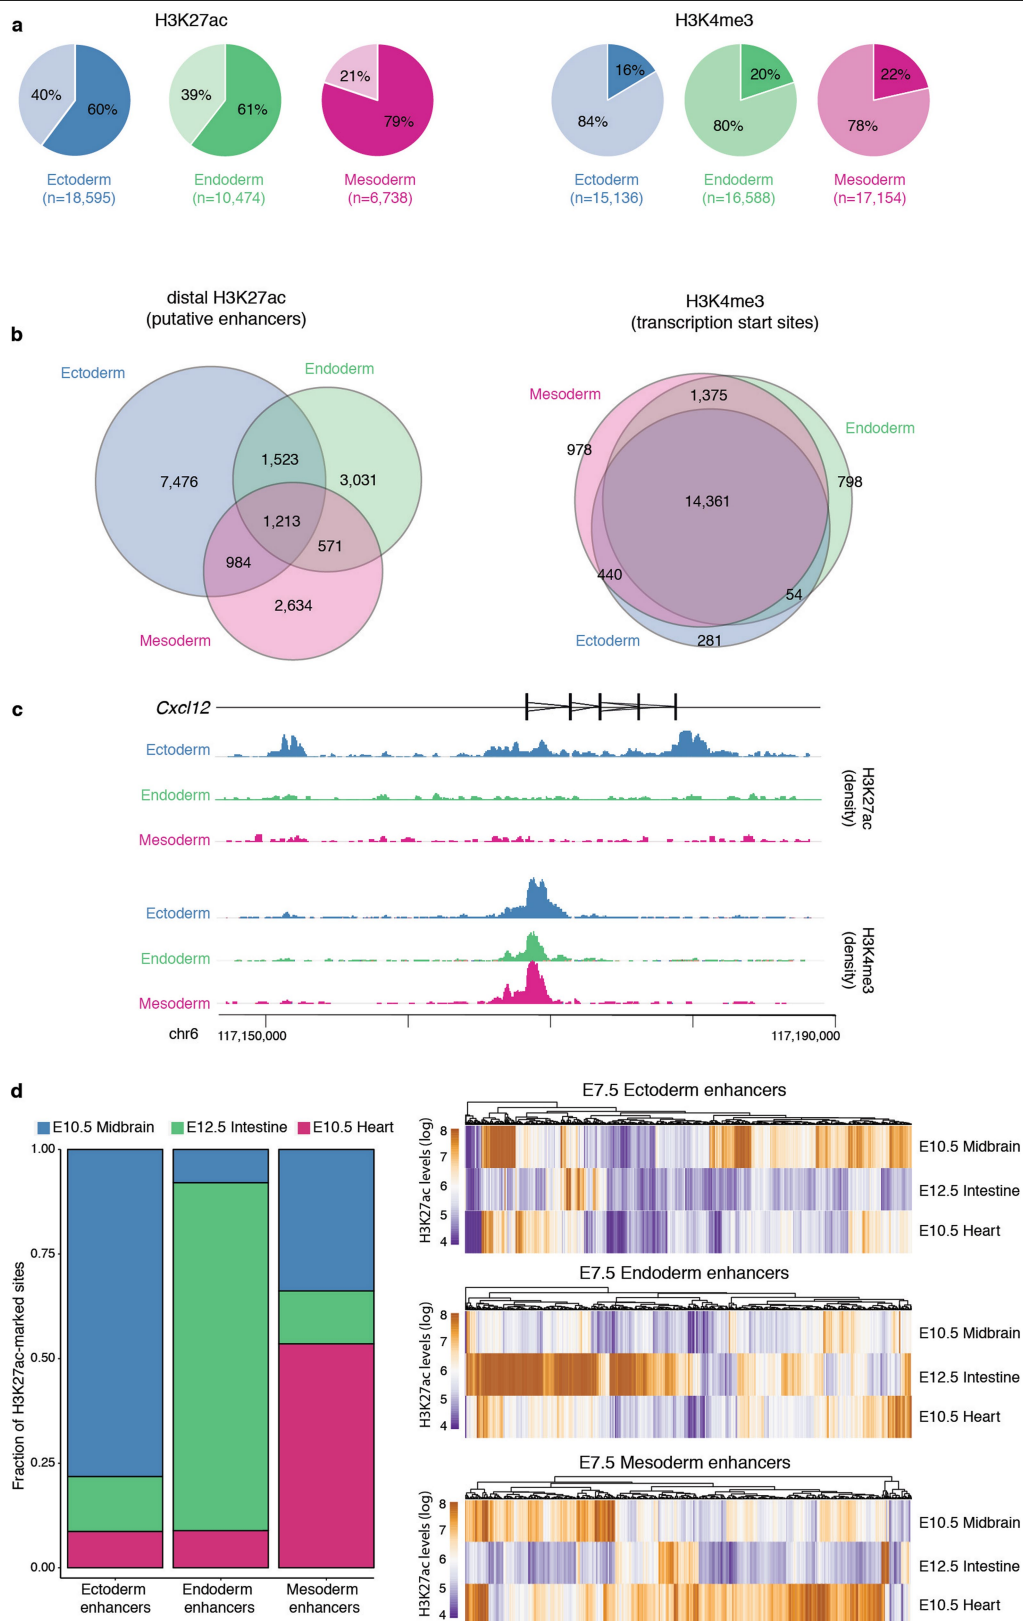 a
H3K27ac
H3K4me3
40%
60%
39%
61%
21%
79%
16%
84%
20%
80%
22%
78%
Ectoderm
(n=18,595)
Endoderm
(n=10,474)
Mesoderm
(n=6,738)
Ectoderm
(n=15,136)
Endoderm
(n=16,588)
Mesoderm
(n=17,154)
b
distal H3K27ac
(putative enhancers)
Ectoderm
Endoderm
1,523
7,476
3,031
1,213
571
984
2,634
Mesoderm
H3K4me3
(transcription start sites)
Mesoderm
1,375
Endoderm
978
798
14,361
440
54
Ectoderm
281
c
Cxcl12
Ectoderm
Endoderm
Mesoderm
H3K27ac
(density)
Ectoderm
Endoderm
Mesoderm
H3K4me3
(density)
chr6
117,150,000
117,190,000
d
E10.5 Midbrain
E12.5 Intestine
E10.5 Heart
Fraction of H3K27ac-marked sites
1.00
0.75
0.50
0.25
0.00
Ectoderm
enhancers
Endoderm
enhancers
Mesoderm
enhancers
E7.5 Ectoderm enhancers
H3K27ac levels (log)
8
7
6
5
4
E10.5 Midbrain
E12.5 Intestine
E10.5 Heart
E7.5 Endoderm enhancers
H3K27ac levels (log)
8
7
6
5
4
E10.5 Midbrain
E12.5 Intestine
E10.5 Heart
E7.5 Mesoderm enhancers
H3K27ac levels (log)
8
7
6
5
4
E10.5 Midbrain
E12.5 Intestine
E10.5 Heart